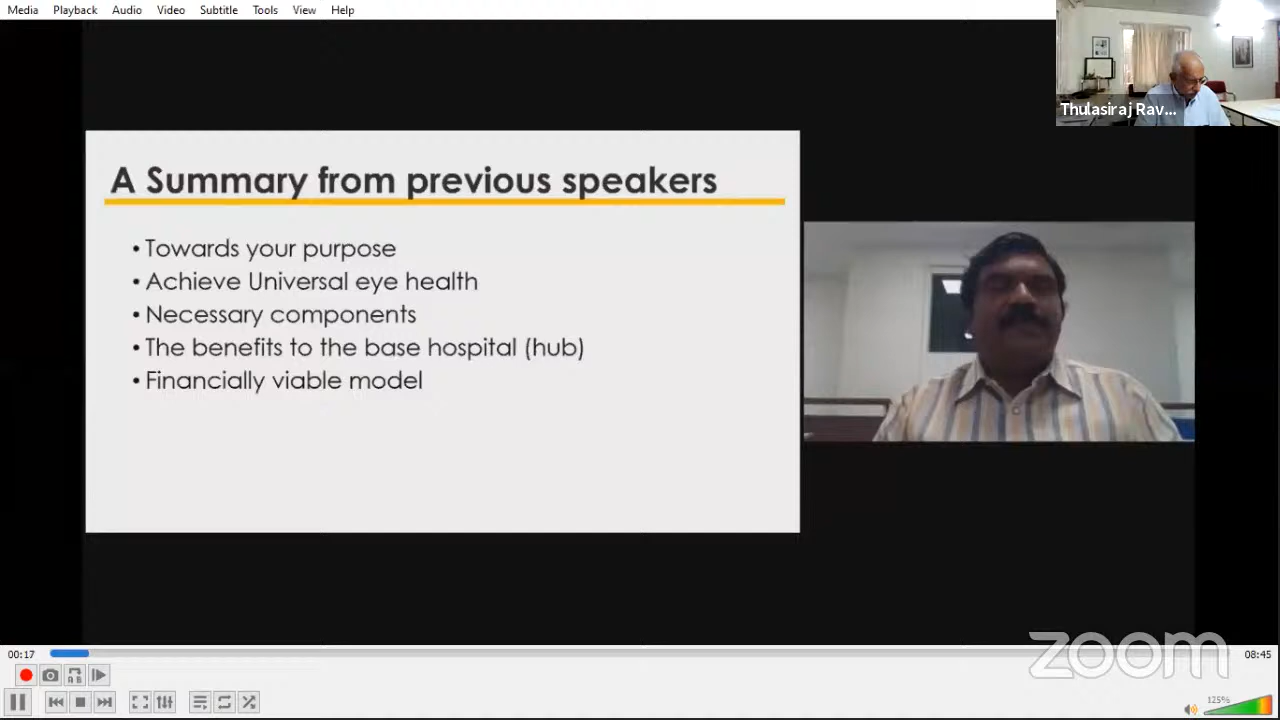 Media Playback Audio Video Subtitle Tools View Help
Thulasiraj Rav...
A Summary from previous speakers
• Towards your purpose
• Achieve Universal eye health
• Necessary components
• The benefits to the base hospital (hub)
• Financially viable model
zoom
00:17
08:45
A B
125%